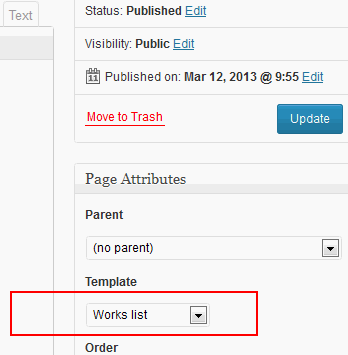 Text
Status: Published Edit
Visibility: Public Edit
11 Published on: Mar 12, 2013 @ 9:55 Edit
Move to Trash Update
Page Attributes
Parent
(no parent)
Template
Works list
Order